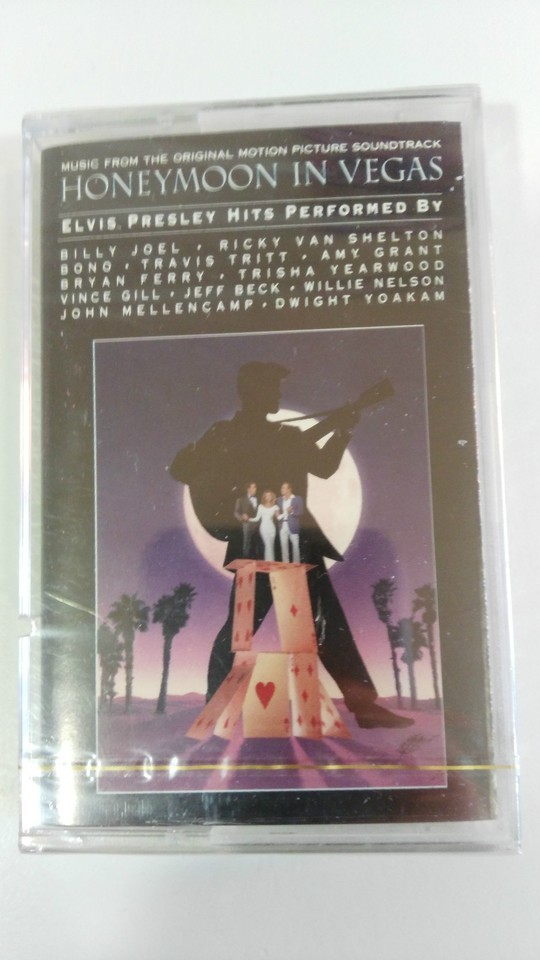 MUSIC FROM THE ORIGINAL MOTION PICTURE SOUNDTRACK
HONEYMOON IN VEGAS
ELVIS PRESLEY HITS PERFORMED BY
BILLY JOEL · RICKY VAN SHELTON
BONO · TRAVIS TRITT · AMY GRANT
BRYAN FERRY · TRISHA YEARWOOD
VINCE GILL · JEFF BECK · WILLIE NELSON
JOHN MELLENCAMP · DWIGHT YOAKAM